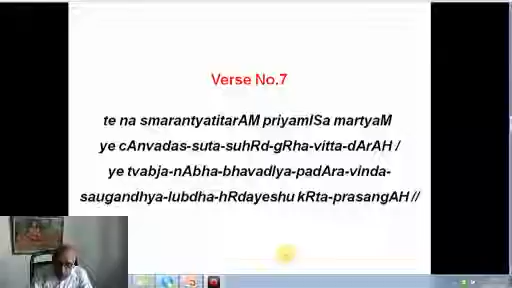 Verse No.7
te na smarantyatitarAM priyamISa martyaM
ye cAnvadas-suta-suhRd-gRha-vitta-dArAH /
ye tvabja-nAbha-bhavadIya-padAra-vinda-
saugandhya-lubdha-hRdayeshu kRta-prasangAH //